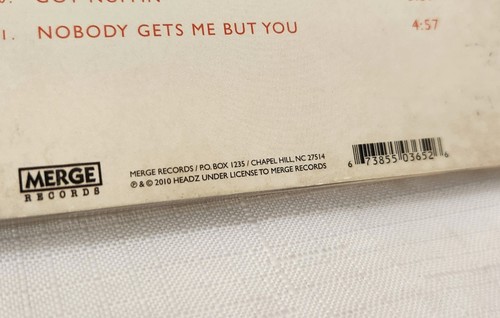 1. NOBODY GETS ME BUT YOU 4:57
MERGE
RECORDS
MERGE RECORDS / P.O. BOX 1235 / CHAPEL HILL, NC 27514
℗ & © 2010 HEADZ UNDER LICENSE TO MERGE RECORDS
6 73855 03652 6